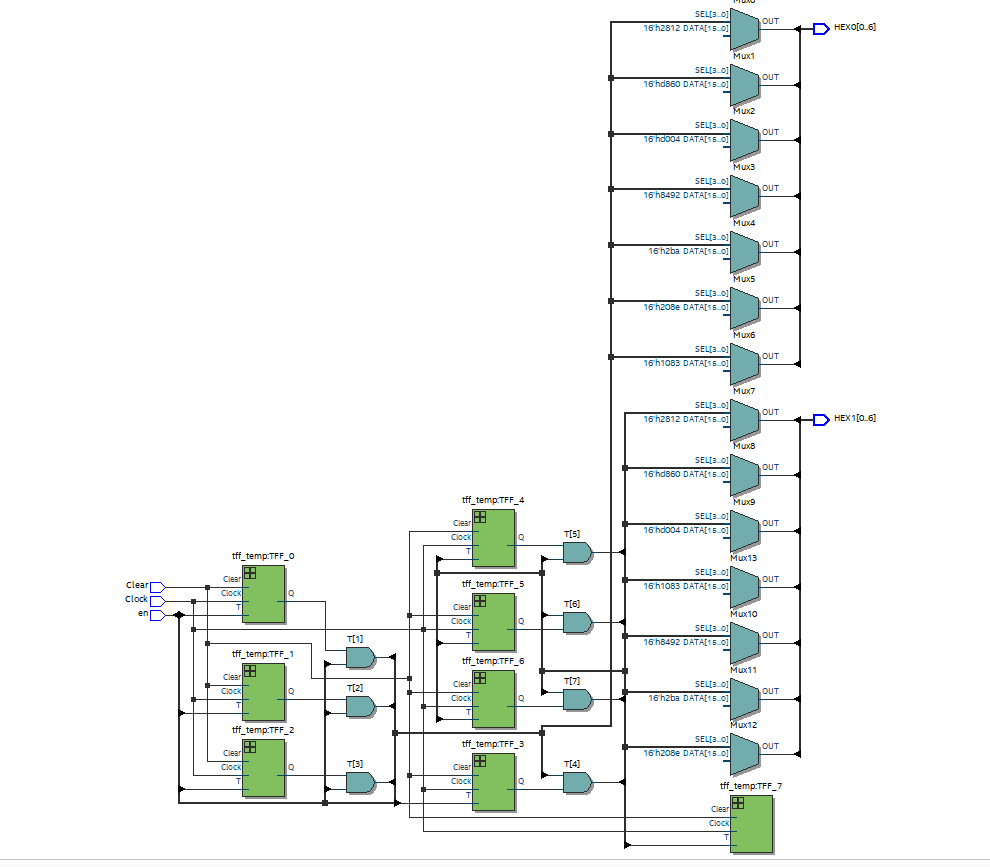 Mux0
SEL[3..0]
OUT
16'h2812 DATA[15..0]
HEX0[0..6]
Mux1
SEL[3..0]
OUT
16'hd860 DATA[15..0]
Mux2
SEL[3..0]
OUT
16'hd004 DATA[15..0]
Mux3
SEL[3..0]
OUT
16'h8492 DATA[15..0]
Mux4
SEL[3..0]
OUT
16'h2ba DATA[15..0]
Mux5
SEL[3..0]
OUT
16'h208e DATA[15..0]
Mux6
SEL[3..0]
OUT
16'h1083 DATA[15..0]
Mux7
SEL[3..0]
OUT
16'h2812 DATA[15..0]
HEX1[0..6]
Mux8
SEL[3..0]
OUT
16'hd860 DATA[15..0]
Mux9
SEL[3..0]
OUT
16'hd004 DATA[15..0]
Mux13
SEL[3..0]
OUT
16'h1083 DATA[15..0]
Mux10
SEL[3..0]
OUT
16'h8492 DATA[15..0]
Mux11
SEL[3..0]
OUT
16'h2ba DATA[15..0]
Mux12
SEL[3..0]
OUT
16'h208e DATA[15..0]
tff_temp:TFF_4
Clear
Clock
Q
T
T[5]
tff_temp:TFF_0
Clear
Clock
en
Clear
Clock
Q
T
tff_temp:TFF_5
Clear
Clock
Q
T
T[6]
T[1]
tff_temp:TFF_1
Clear
Clock
Q
T
T[2]
tff_temp:TFF_6
Clear
Clock
Q
T
T[7]
tff_temp:TFF_2
Clear
Clock
Q
T
T[3]
tff_temp:TFF_3
Clear
Clock
Q
T
T[4]
tff_temp:TFF_7
Clear
Clock
T